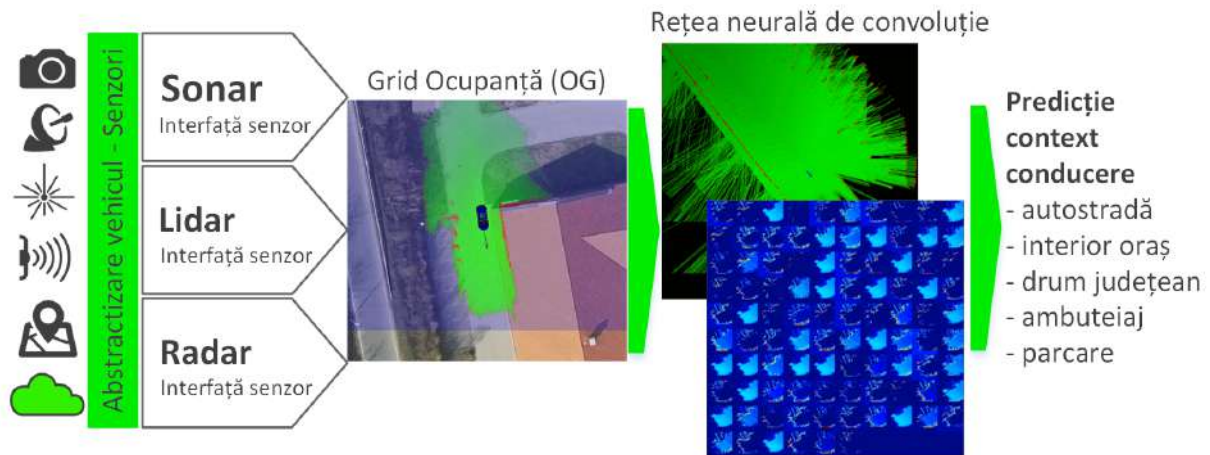 Abstractizare vehicul - Senzori
Sonar
Interfață senzor
Lidar
Interfață senzor
Radar
Interfață senzor
Grid Ocupanță (OG)
Rețea neurală de convoluție
Predicție
context
conducere
- autostradă
- interior oraș
- drum județean
- ambuteiaj
- parcare